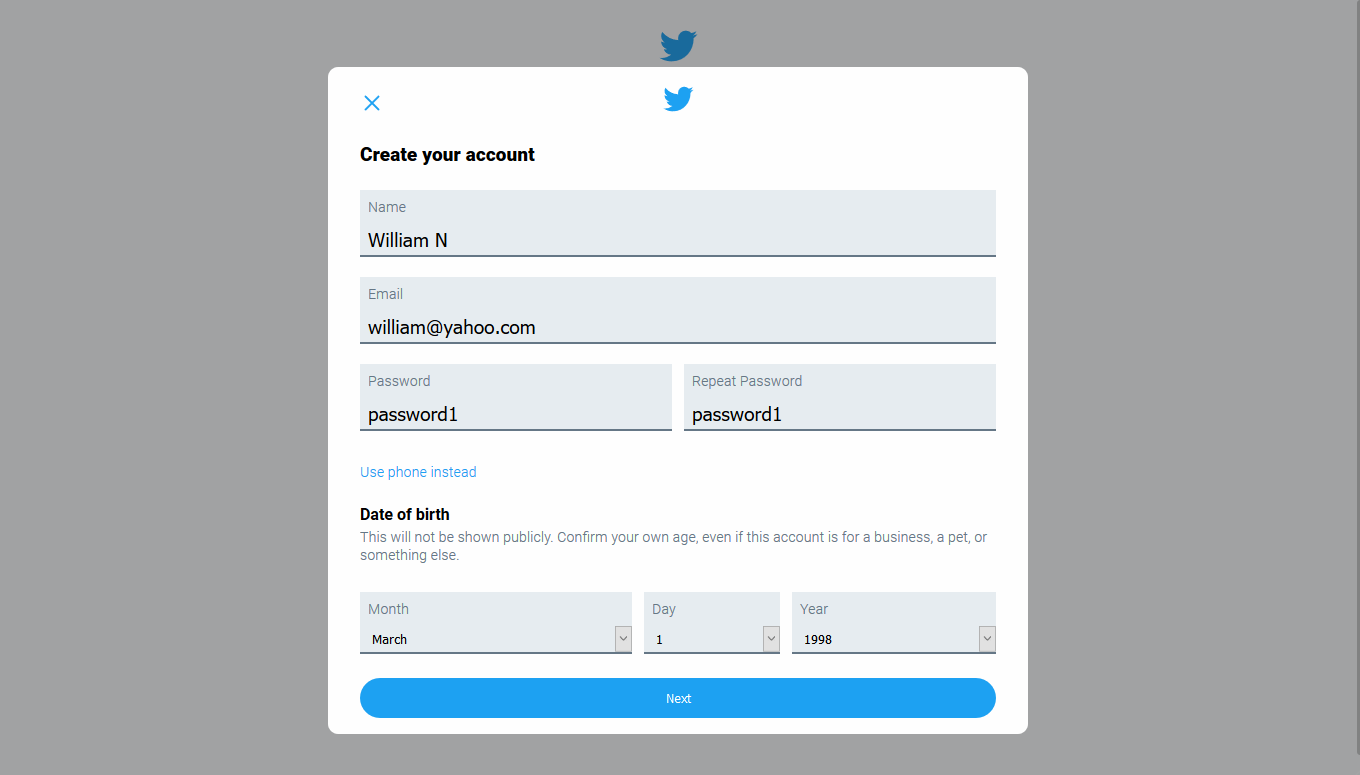 Create your account
Name
William N
Email
william@yahoo.com
Password
Repeat Password
password1
password1
Use phone instead
Date of birth
This will not be shown publicly. Confirm your own age, even if this account is for a business, a pet, or
something else.
Month
Day
Year
March
1
1998
Next